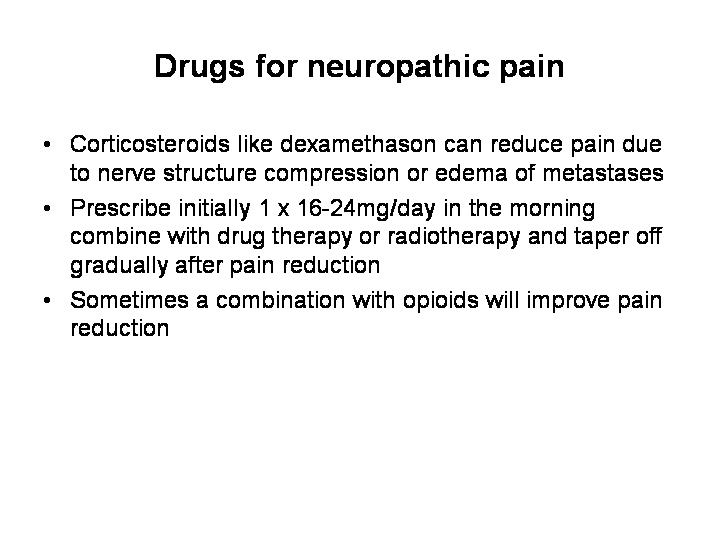 Drugs for neuropathic pain
• Corticosteroids like dexamethason can reduce pain due
to nerve structure compression or edema of metastases
• Prescribe initially 1 x 16-24mg/day in the morning
combine with drug therapy or radiotherapy and taper off
gradually after pain reduction
• Sometimes a combination with opioids will improve pain
reduction